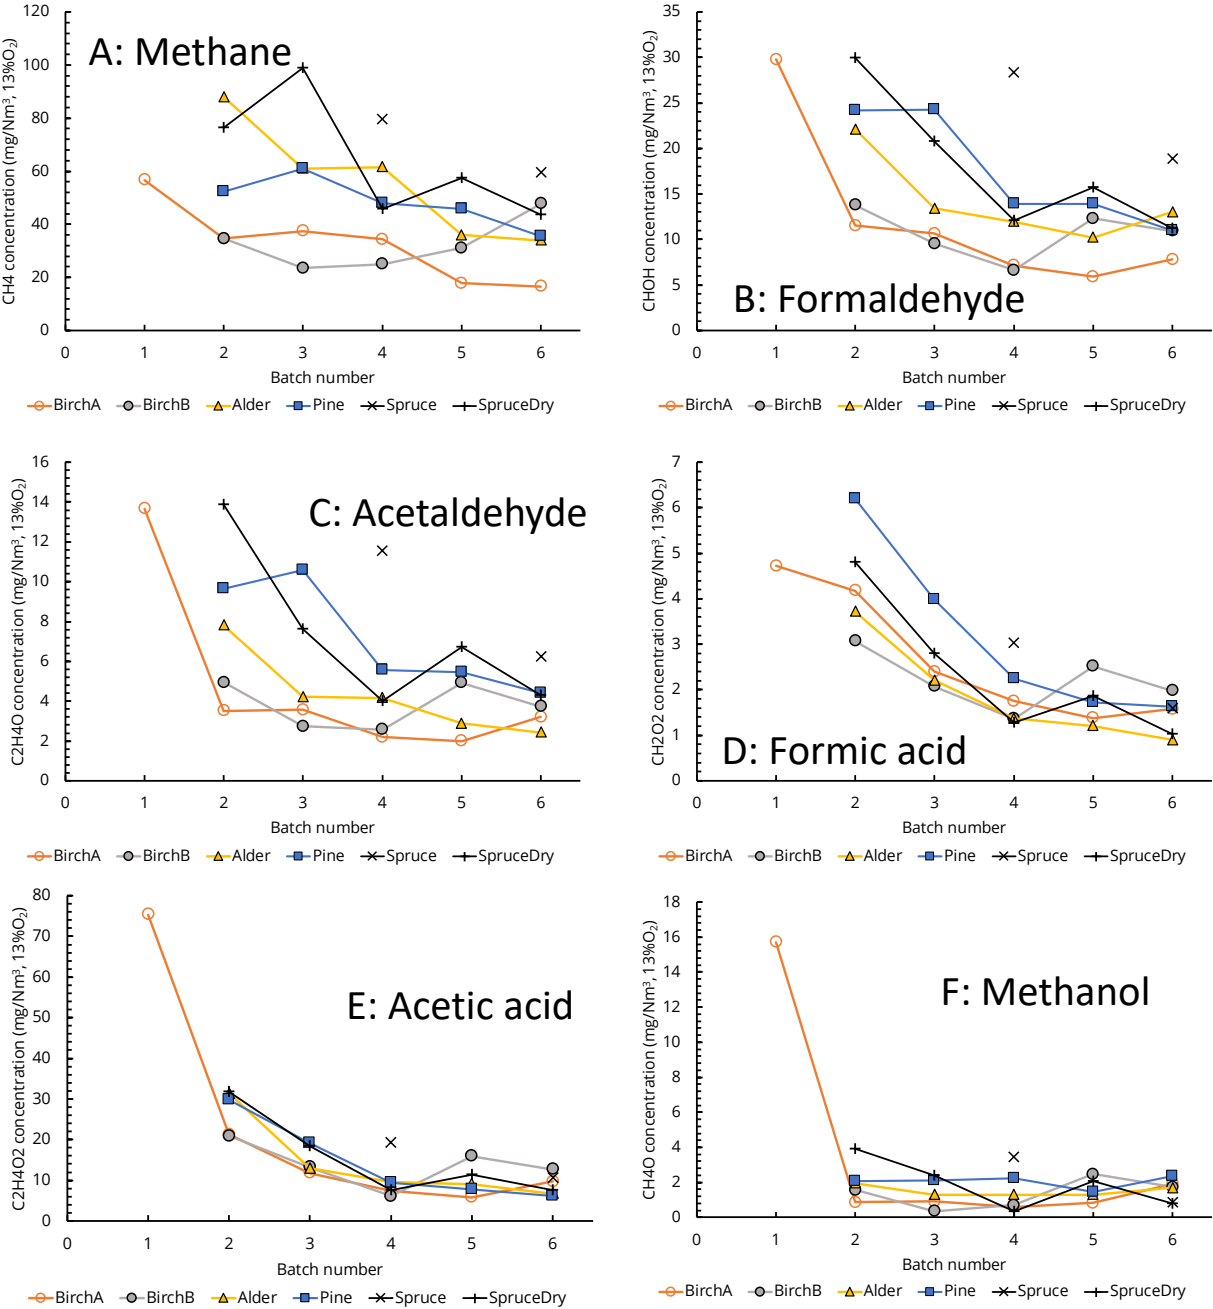 A: Methane
CH4 concentration (mg/Nm³, 13%O₂)
120
100
80
60
40
20
0
0 1 2 3 4 5 6
Batch number
BirchA BirchB Alder Pine Spruce SpruceDry
B: Formaldehyde
CHOH concentration (mg/Nm³, 13%O₂)
35
30
25
20
15
10
5
0
0 1 2 3 4 5 6
Batch number
BirchA BirchB Alder Pine Spruce SpruceDry
C: Acetaldehyde
C2H4O concentration (mg/Nm³, 13%O₂)
16
14
12
10
8
6
4
2
0
0 1 2 3 4 5 6
Batch number
BirchA BirchB Alder Pine Spruce SpruceDry
D: Formic acid
CH2O2 concentration (mg/Nm³, 13%O₂)
7
6
5
4
3
2
1
0
0 1 2 3 4 5 6
Batch number
BirchA BirchB Alder Pine Spruce SpruceDry
E: Acetic acid
C2H4O2 concentration (mg/Nm³, 13%O₂)
80
70
60
50
40
30
20
10
0
0 1 2 3 4 5 6
Batch number
BirchA BirchB Alder Pine Spruce SpruceDry
F: Methanol
CH4O concentration (mg/Nm³, 13%O₂)
18
16
14
12
10
8
6
4
2
0
0 1 2 3 4 5 6
Batch number
BirchA BirchB Alder Pine Spruce SpruceDry